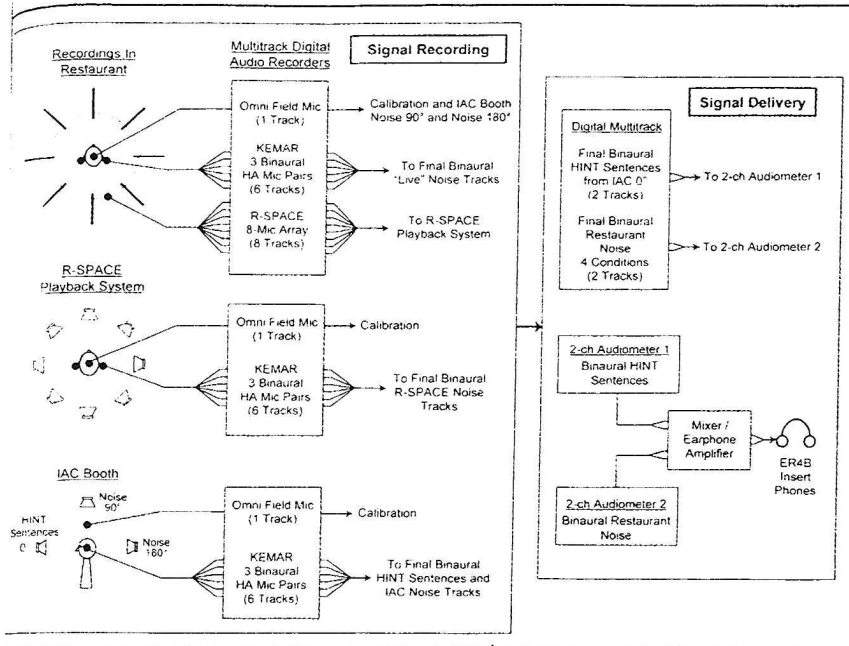 Recordings In
Restaurant
Multitrack Digital
Audio Recorders
Signal Recording
Omni Field Mic
(1 Track)
Calibration and IAC Booth
Noise 90° and Noise 180°
KEMAR
3 Binaural
HA Mic Pairs
(6 Tracks)
To Final Binaural
"Live" Noise Tracks
R-SPACE
8-Mic Array
(8 Tracks)
To R-SPACE
Playback System
R-SPACE
Playback System
Omni Field Mic
(1 Track)
Calibration
KEMAR
3 Binaural
HA Mic Pairs
(6 Tracks)
To Final Binaural
R-SPACE Noise
Tracks
IAC Booth
Noise
90°
HINT
Sentences
0°
Noise
180°
Omni Field Mic
(1 Track)
Calibration
KEMAR
3 Binaural
HA Mic Pairs
(6 Tracks)
To Final Binaural
HINT Sentences and
IAC Noise Tracks
Signal Delivery
Digital Multitrack
Final Binaural
HINT Sentences
from IAC 0°
(2 Tracks)
To 2-ch Audiometer 1
Final Binaural
Restaurant
Noise
4 Conditions
(2 Tracks)
To 2-ch Audiometer 2
2-ch Audiometer 1
Binaural HINT
Sentences
Mixer /
Earphone
Amplifier
ER4B
Insert
Phones
2-ch Audiometer 2
Binaural Restaurant
Noise